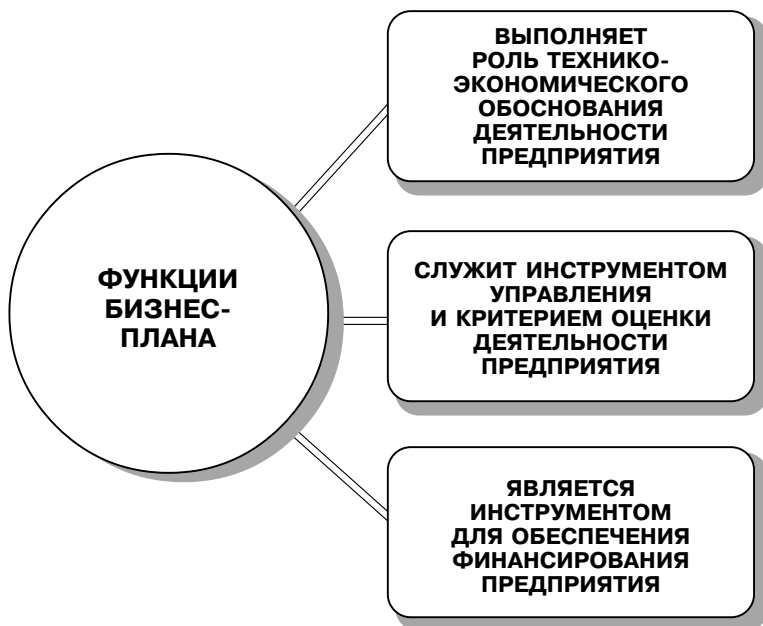 ФУНКЦИИ
БИЗНЕС-
ПЛАНА
ВЫПОЛНЯЕТ
РОЛЬ ТЕХНИКО-
ЭКОНОМИЧЕСКОГО
ОБОСНОВАНИЯ
ДЕЯТЕЛЬНОСТИ
ПРЕДПРИЯТИЯ
СЛУЖИТ ИНСТРУМЕНТОМ
УПРАВЛЕНИЯ
И КРИТЕРИЕМ ОЦЕНКИ
ДЕЯТЕЛЬНОСТИ
ПРЕДПРИЯТИЯ
ЯВЛЯЕТСЯ
ИНСТРУМЕНТОМ
ДЛЯ ОБЕСПЕЧЕНИЯ
ФИНАНСИРОВАНИЯ
ПРЕДПРИЯТИЯ